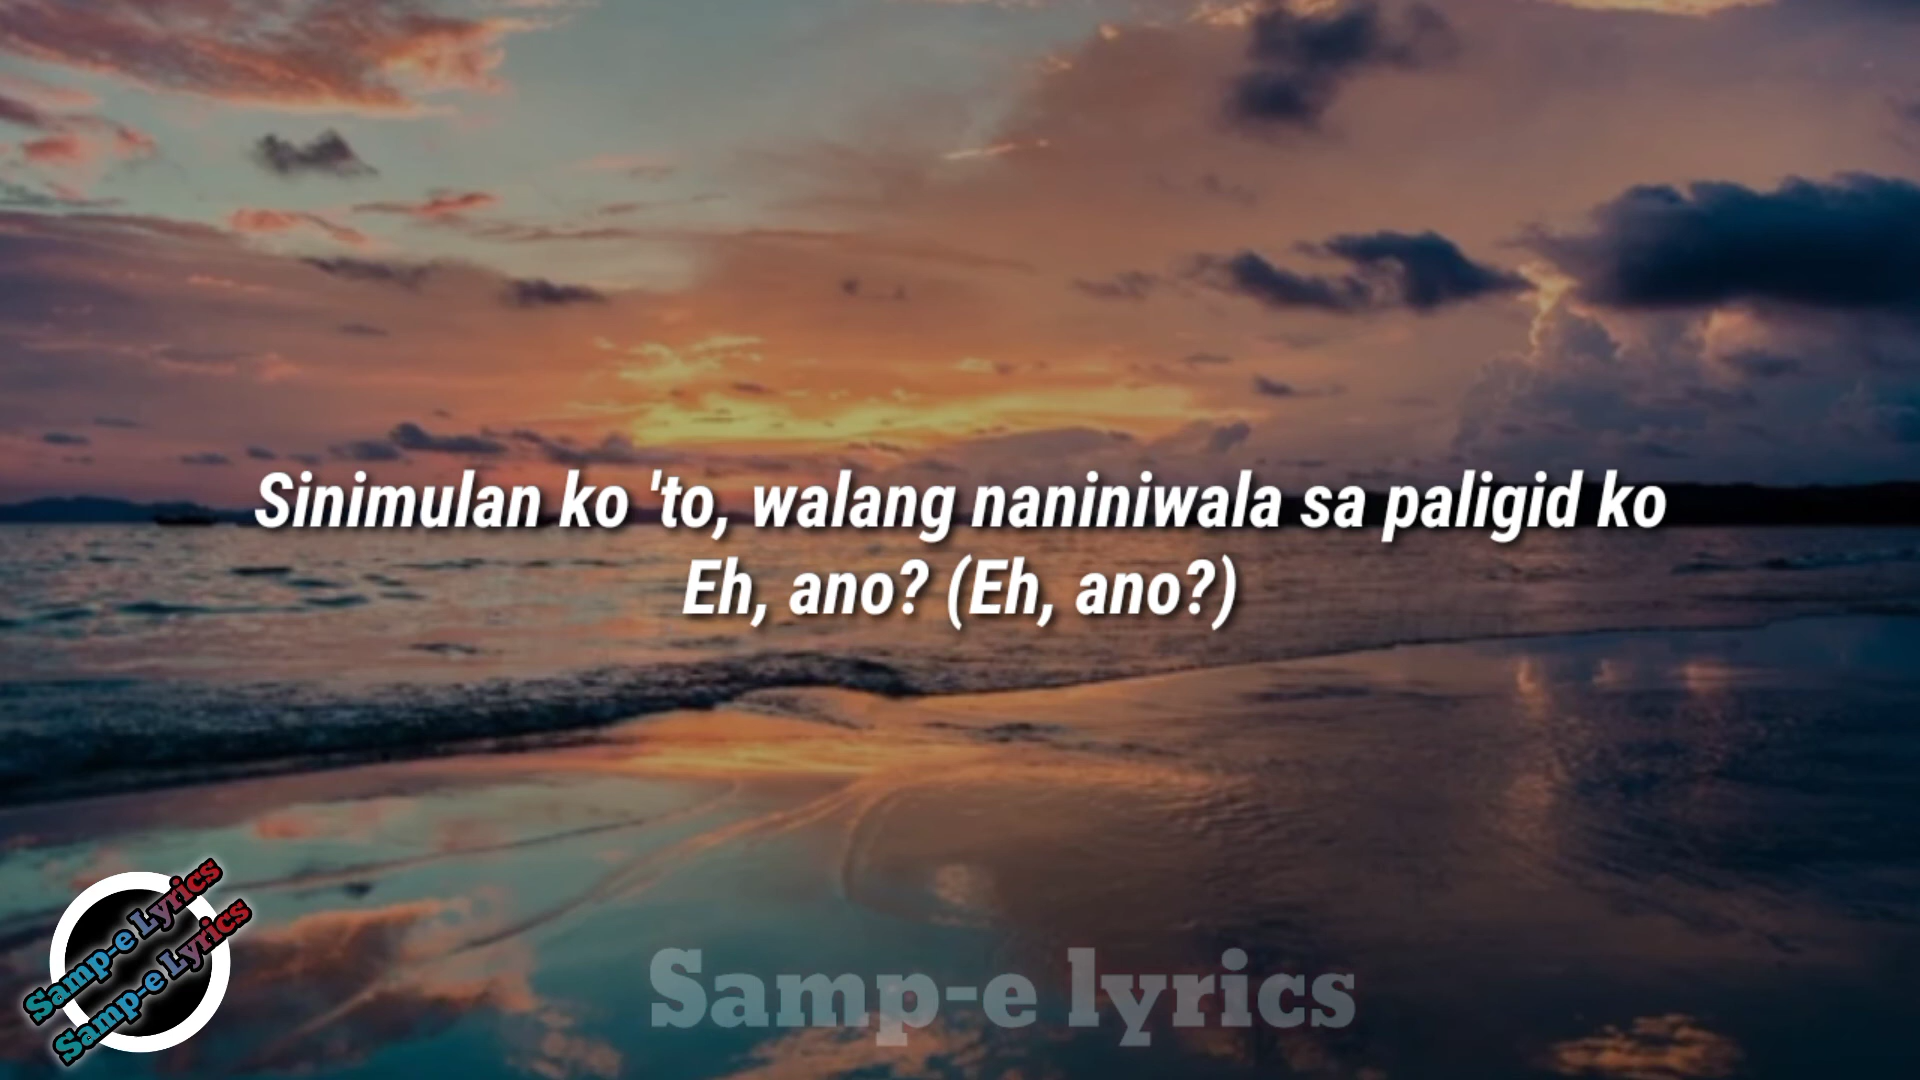 Sinimulan ko 'to, walang naniniwala sa paligid ko
Eh, ano? (Eh, ano?)
Samp-e Lyrics
Samp-e Lyrics
Samp-e lyrics